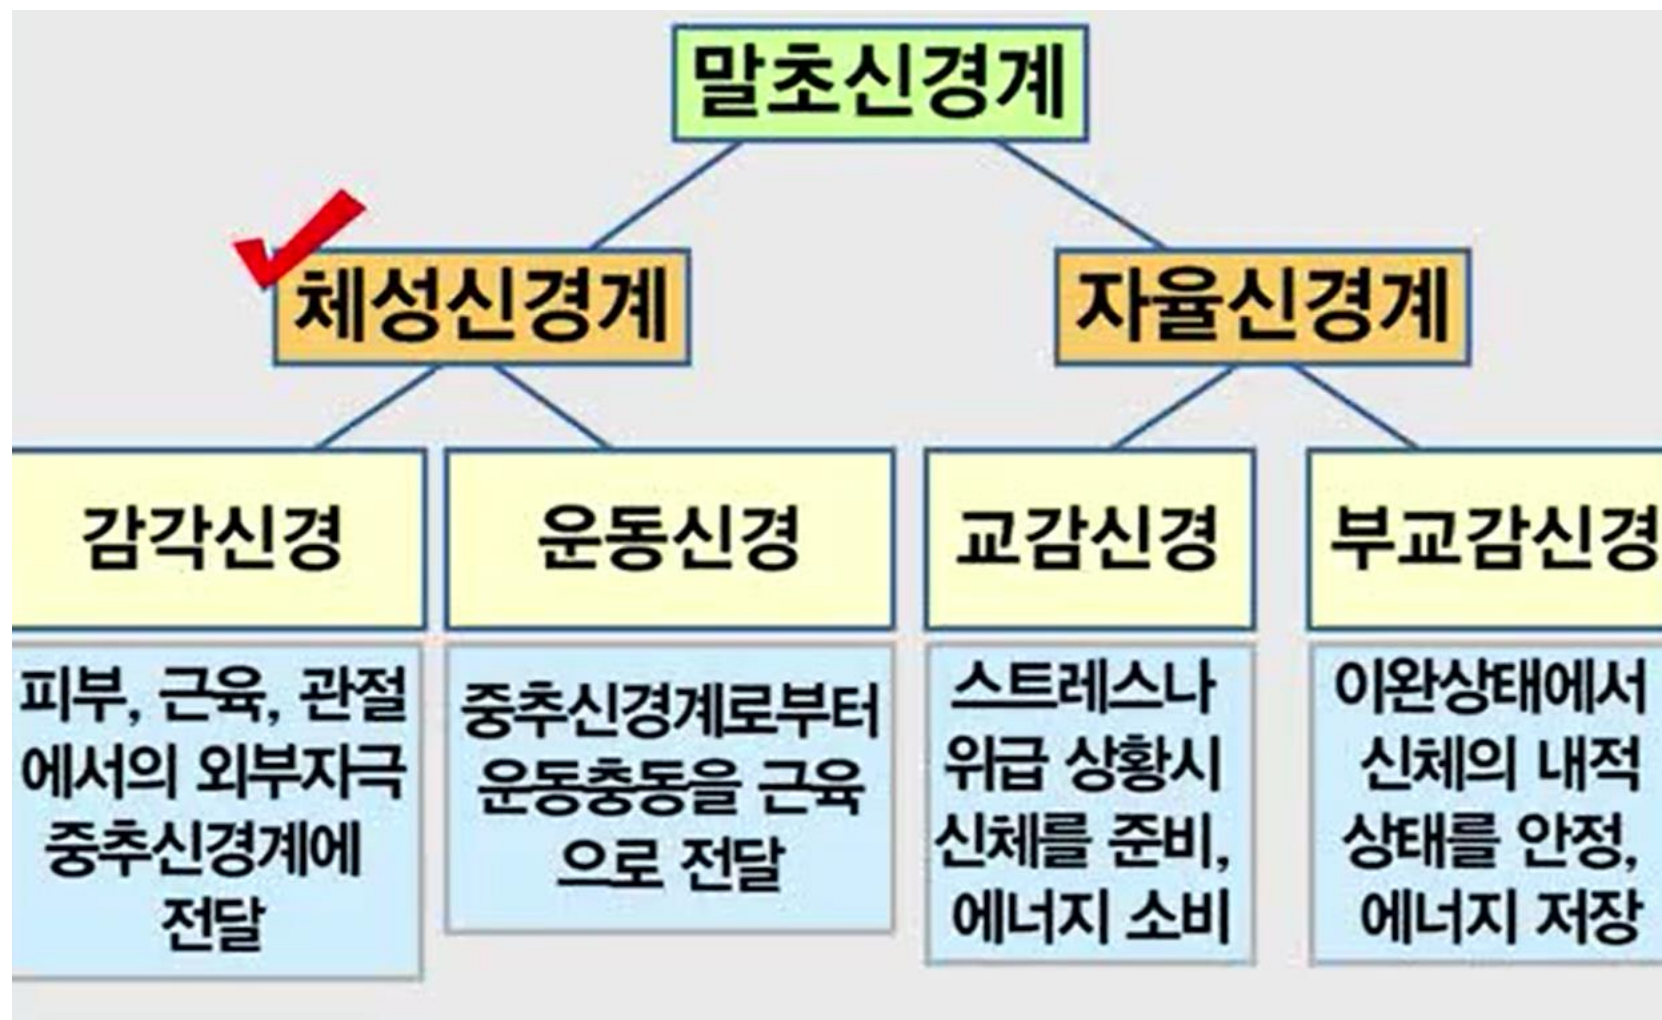 말초신경계
체성신경계
자율신경계
감각신경
운동신경
교감신경
부교감신경
피부, 근육, 관절
에서의 외부자극
중추신경계에
전달
중추신경계로부터
운동충동을 근육
으로 전달
스트레스나
위급 상황시
신체를 준비,
에너지 소비
이완상태에서
신체의 내적
상태를 안정,
에너지 저장